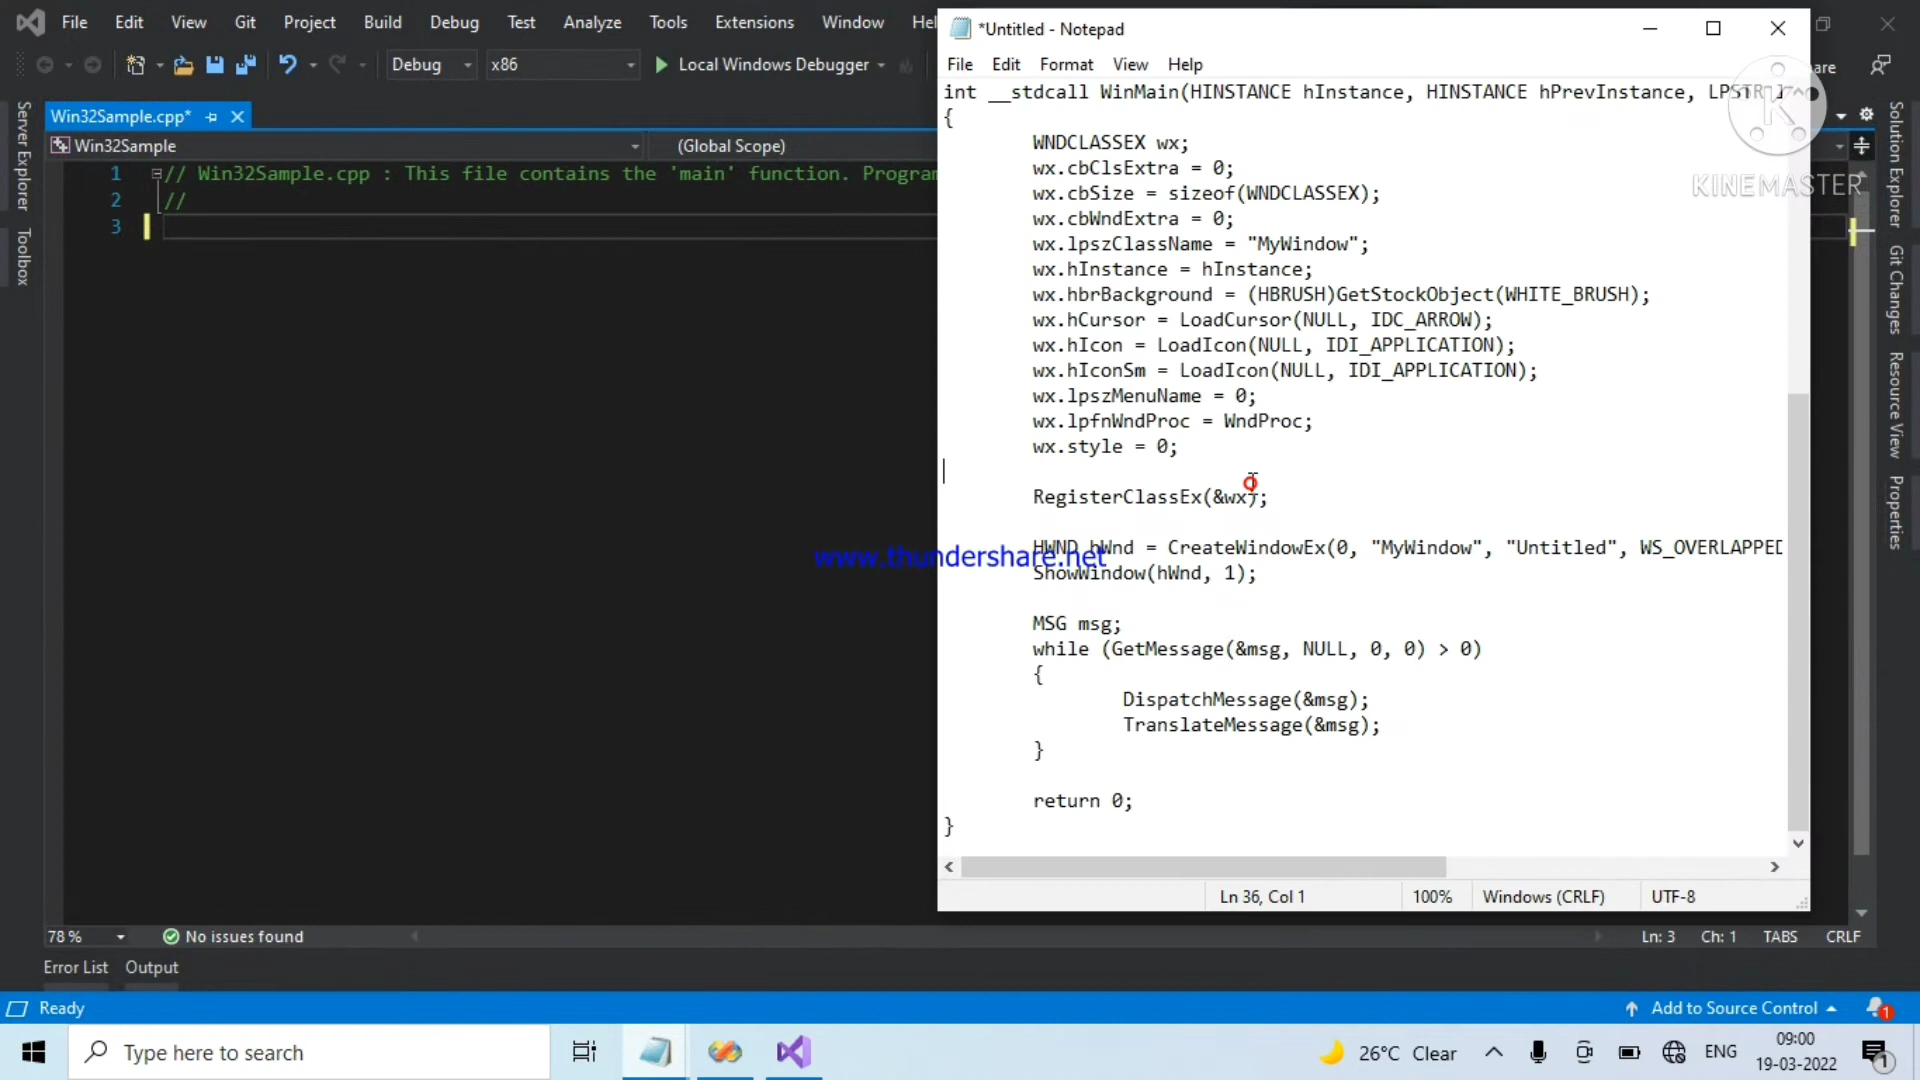 File Edit View Git Project Build Debug Test Analyze Tools Extensions Window Hel
Debug x86 Local Windows Debugger
Win32Sample.cpp*
Win32Sample (Global Scope)
1 // Win32Sample.cpp : This file contains the 'main' function. Program
2 //
3
Server Explorer
Toolbox
*Untitled - Notepad
File Edit Format View Help
int __stdcall WinMain(HINSTANCE hInstance, HINSTANCE hPrevInstance, LPSTR
{
WNDCLASSEX wx;
wx.cbClsExtra = 0;
wx.cbSize = sizeof(WNDCLASSEX);
wx.cbWndExtra = 0;
wx.lpszClassName = "MyWindow";
wx.hInstance = hInstance;
wx.hbrBackground = (HBRUSH)GetStockObject(WHITE_BRUSH);
wx.hCursor = LoadCursor(NULL, IDC_ARROW);
wx.hIcon = LoadIcon(NULL, IDI_APPLICATION);
wx.hIconSm = LoadIcon(NULL, IDI_APPLICATION);
wx.lpszMenuName = 0;
wx.lpfnWndProc = WndProc;
wx.style = 0;
RegisterClassEx(&wx);
HWND hWnd = CreateWindowEx(0, "MyWindow", "Untitled", WS_OVERLAPPED
ShowWindow(hWnd, 1);
MSG msg;
while (GetMessage(&msg, NULL, 0, 0) > 0)
{
DispatchMessage(&msg);
TranslateMessage(&msg);
}
return 0;
}
Ln 36, Col 1 100% Windows (CRLF) UTF-8
www.thundershare.net
K
KINEMASTER
are
Solution Explorer
Git Changes
Resource View
Properties
78 % No issues found Ln: 3 Ch: 1 TABS CRLF
Error List Output
Ready Add to Source Control 1
Type here to search 26°C Clear ENG 09:00
19-03-2022 1